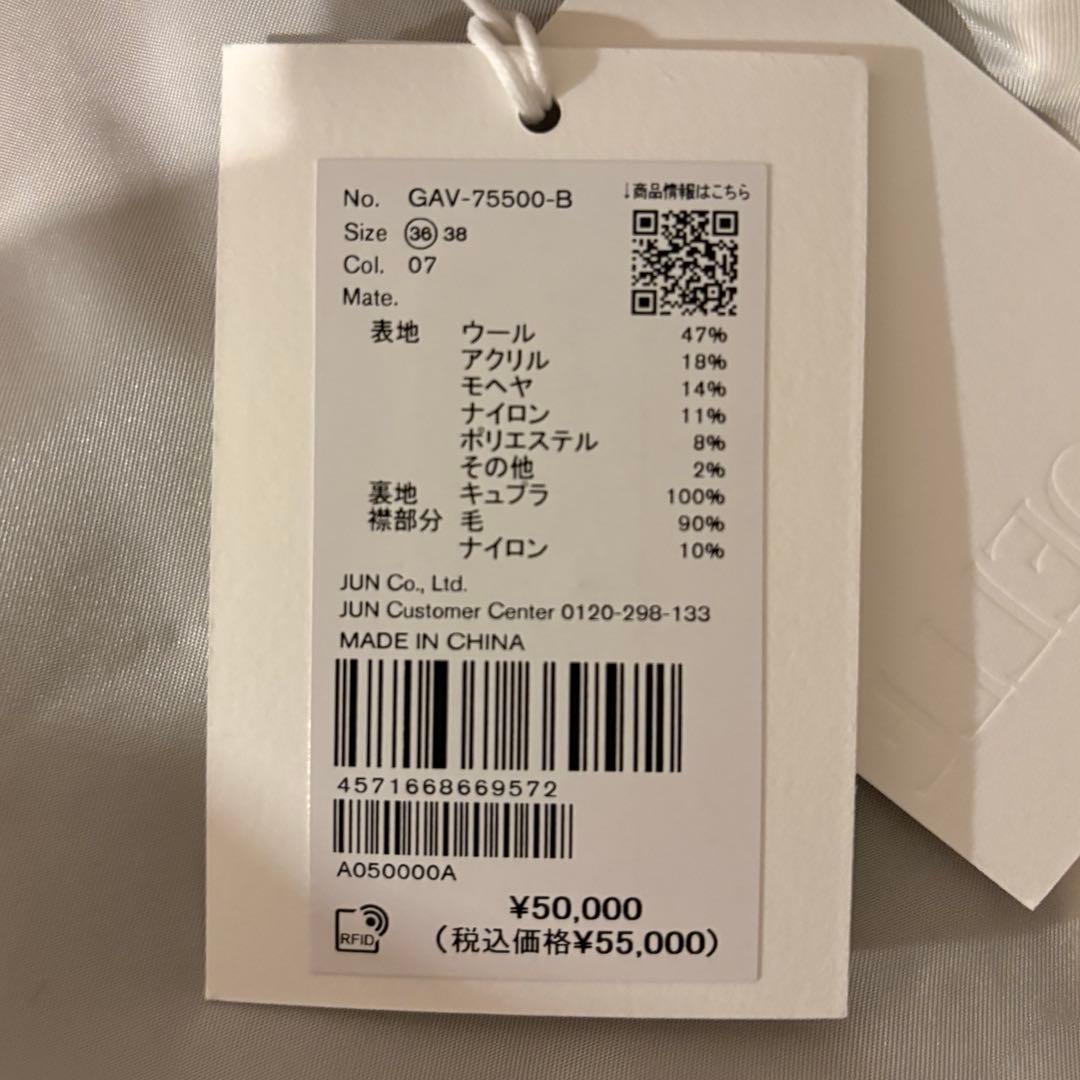 No. GAV-75500-B
↓商品情報はこちら
Size 36 38
Col. 07
Mate.
表地 ウール 47%
アクリル 18%
モヘヤ 14%
ナイロン 11%
ポリエステル 8%
その他 2%
裏地 キュプラ 100%
襟部分 毛 90%
ナイロン 10%
JUN Co., Ltd.
JUN Customer Center 0120-298-133
MADE IN CHINA
4571668669572
A050000A
RFID
¥50,000
(税込価格¥55,000)